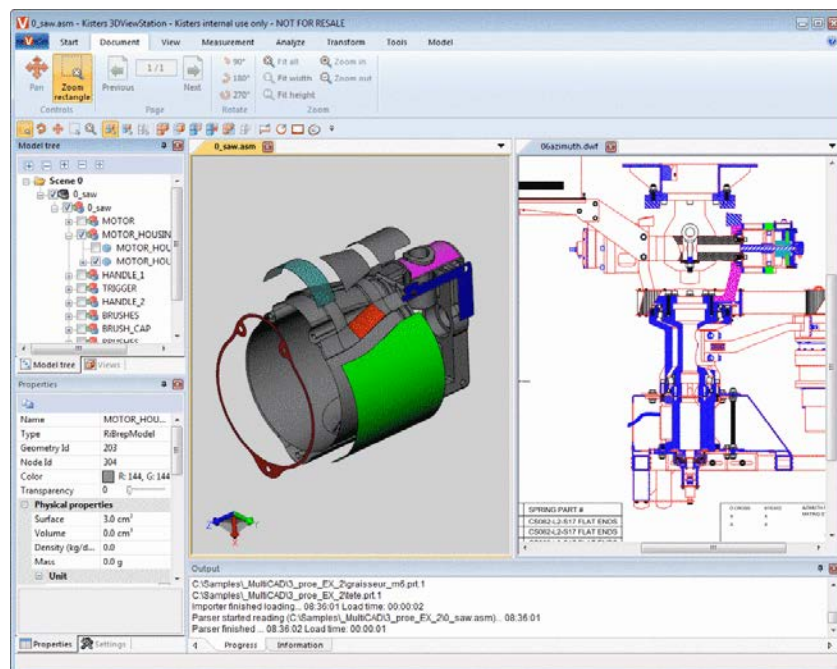 0_saw.asm - Kisters 3DViewStation - Kisters internal use only - NOT FOR RESALE
Start Document View Measurement Analyze Transform Tools Model
Pan
Zoom rectangle
Previous
1 / 1
Next
90°
180°
270°
Fit all
Fit width
Fit height
Zoom in
Zoom out
Controls Page Rotate Zoom
Model tree
Scene 0
0_saw
0_saw
MOTOR
MOTOR_HOUSIN
MOTOR_HOU
MOTOR_HOU
HANDLE_1
TRIGGER
HANDLE_2
BRUSHES
BRUSH_CAP
BRUSHES
Model tree Views
0_saw.asm
06azimuth.dwf
Z Y X
SPRING PART #
CS082-L2-S17 FLAT ENDS
CS082-L2-S17 FLAT ENDS
Properties
Name MOTOR_HOU...
Type RiBrepModel
Geometry Id 203
Node Id 304
Color R: 144, G: 144
Transparency 0
Physical properties
Surface 3.0 cm²
Volume 0.0 cm³
Density (kg/d... 0.0
Mass 0.0 g
Unit
Properties Settings
Output
C:\Samples\_MultiCAD\3_proe_EX_2\graisseur_m6.prt.1
C:\Samples\_MultiCAD\3_proe_EX_2\tete.prt.1
Importer finished loading... 08:36:01 Load time: 00:00:02
Parser started reading (C:\Samples\_MultiCAD\3_proe_EX_2\0_saw.asm)... 08:36:01
Parser finished ... 08:36:02 Load time: 00:00:01
Progress Information